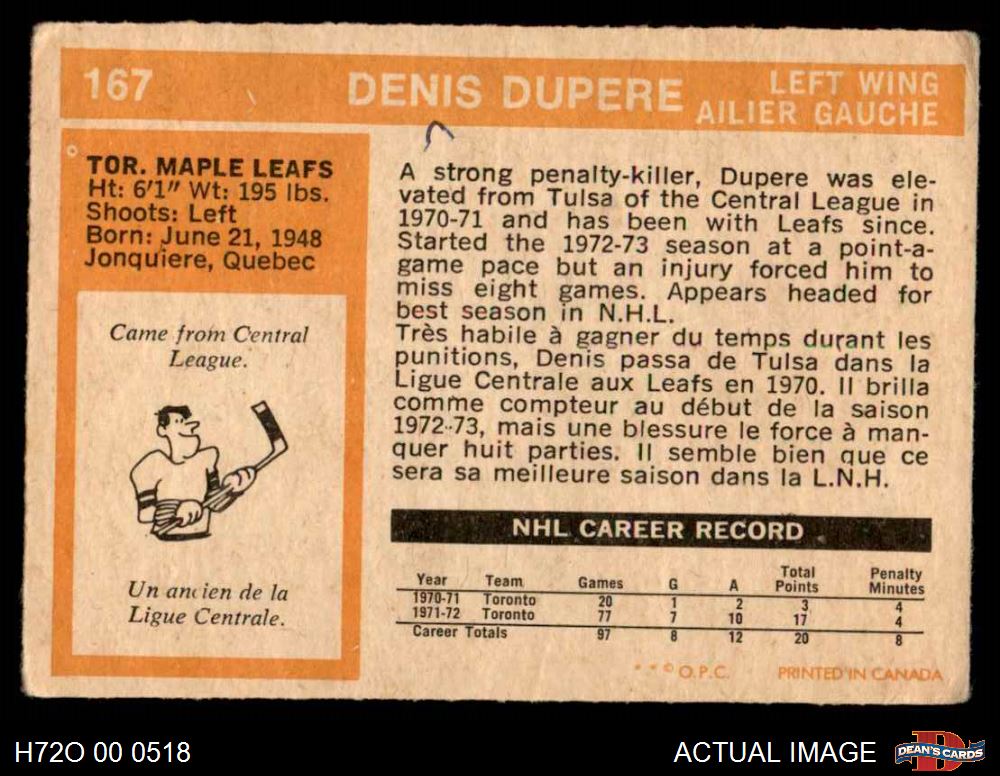 167 DENIS DUPERE LEFT WING
AILIER GAUCHE
TOR. MAPLE LEAFS
Ht: 6'1" Wt: 195 lbs.
Shoots: Left
Born: June 21, 1948
Jonquiere, Quebec
Came from Central
League.
Un ancien de la
Ligue Centrale.
A strong penalty-killer, Dupere was ele-
vated from Tulsa of the Central League in
1970-71 and has been with Leafs since.
Started the 1972-73 season at a point-a-
game pace but an injury forced him to
miss eight games. Appears headed for
best season in N.H.L.
Très habile à gagner du temps durant les
punitions, Denis passa de Tulsa dans la
Ligue Centrale aux Leafs en 1970. Il brilla
comme compteur au début de la saison
1972-73, mais une blessure le force à man-
quer huit parties. Il semble bien que ce
sera sa meilleure saison dans la L.N.H.
NHL CAREER RECORD
Year Team Games G A Total Points Penalty Minutes
1970-71 Toronto 20 1 2 3 4
1971-72 Toronto 77 7 10 17 4
Career Totals 97 8 12 20 8
* * © O.P.C. PRINTED IN CANADA
H72O 00 0518 ACTUAL IMAGE DEAN'S CARDS